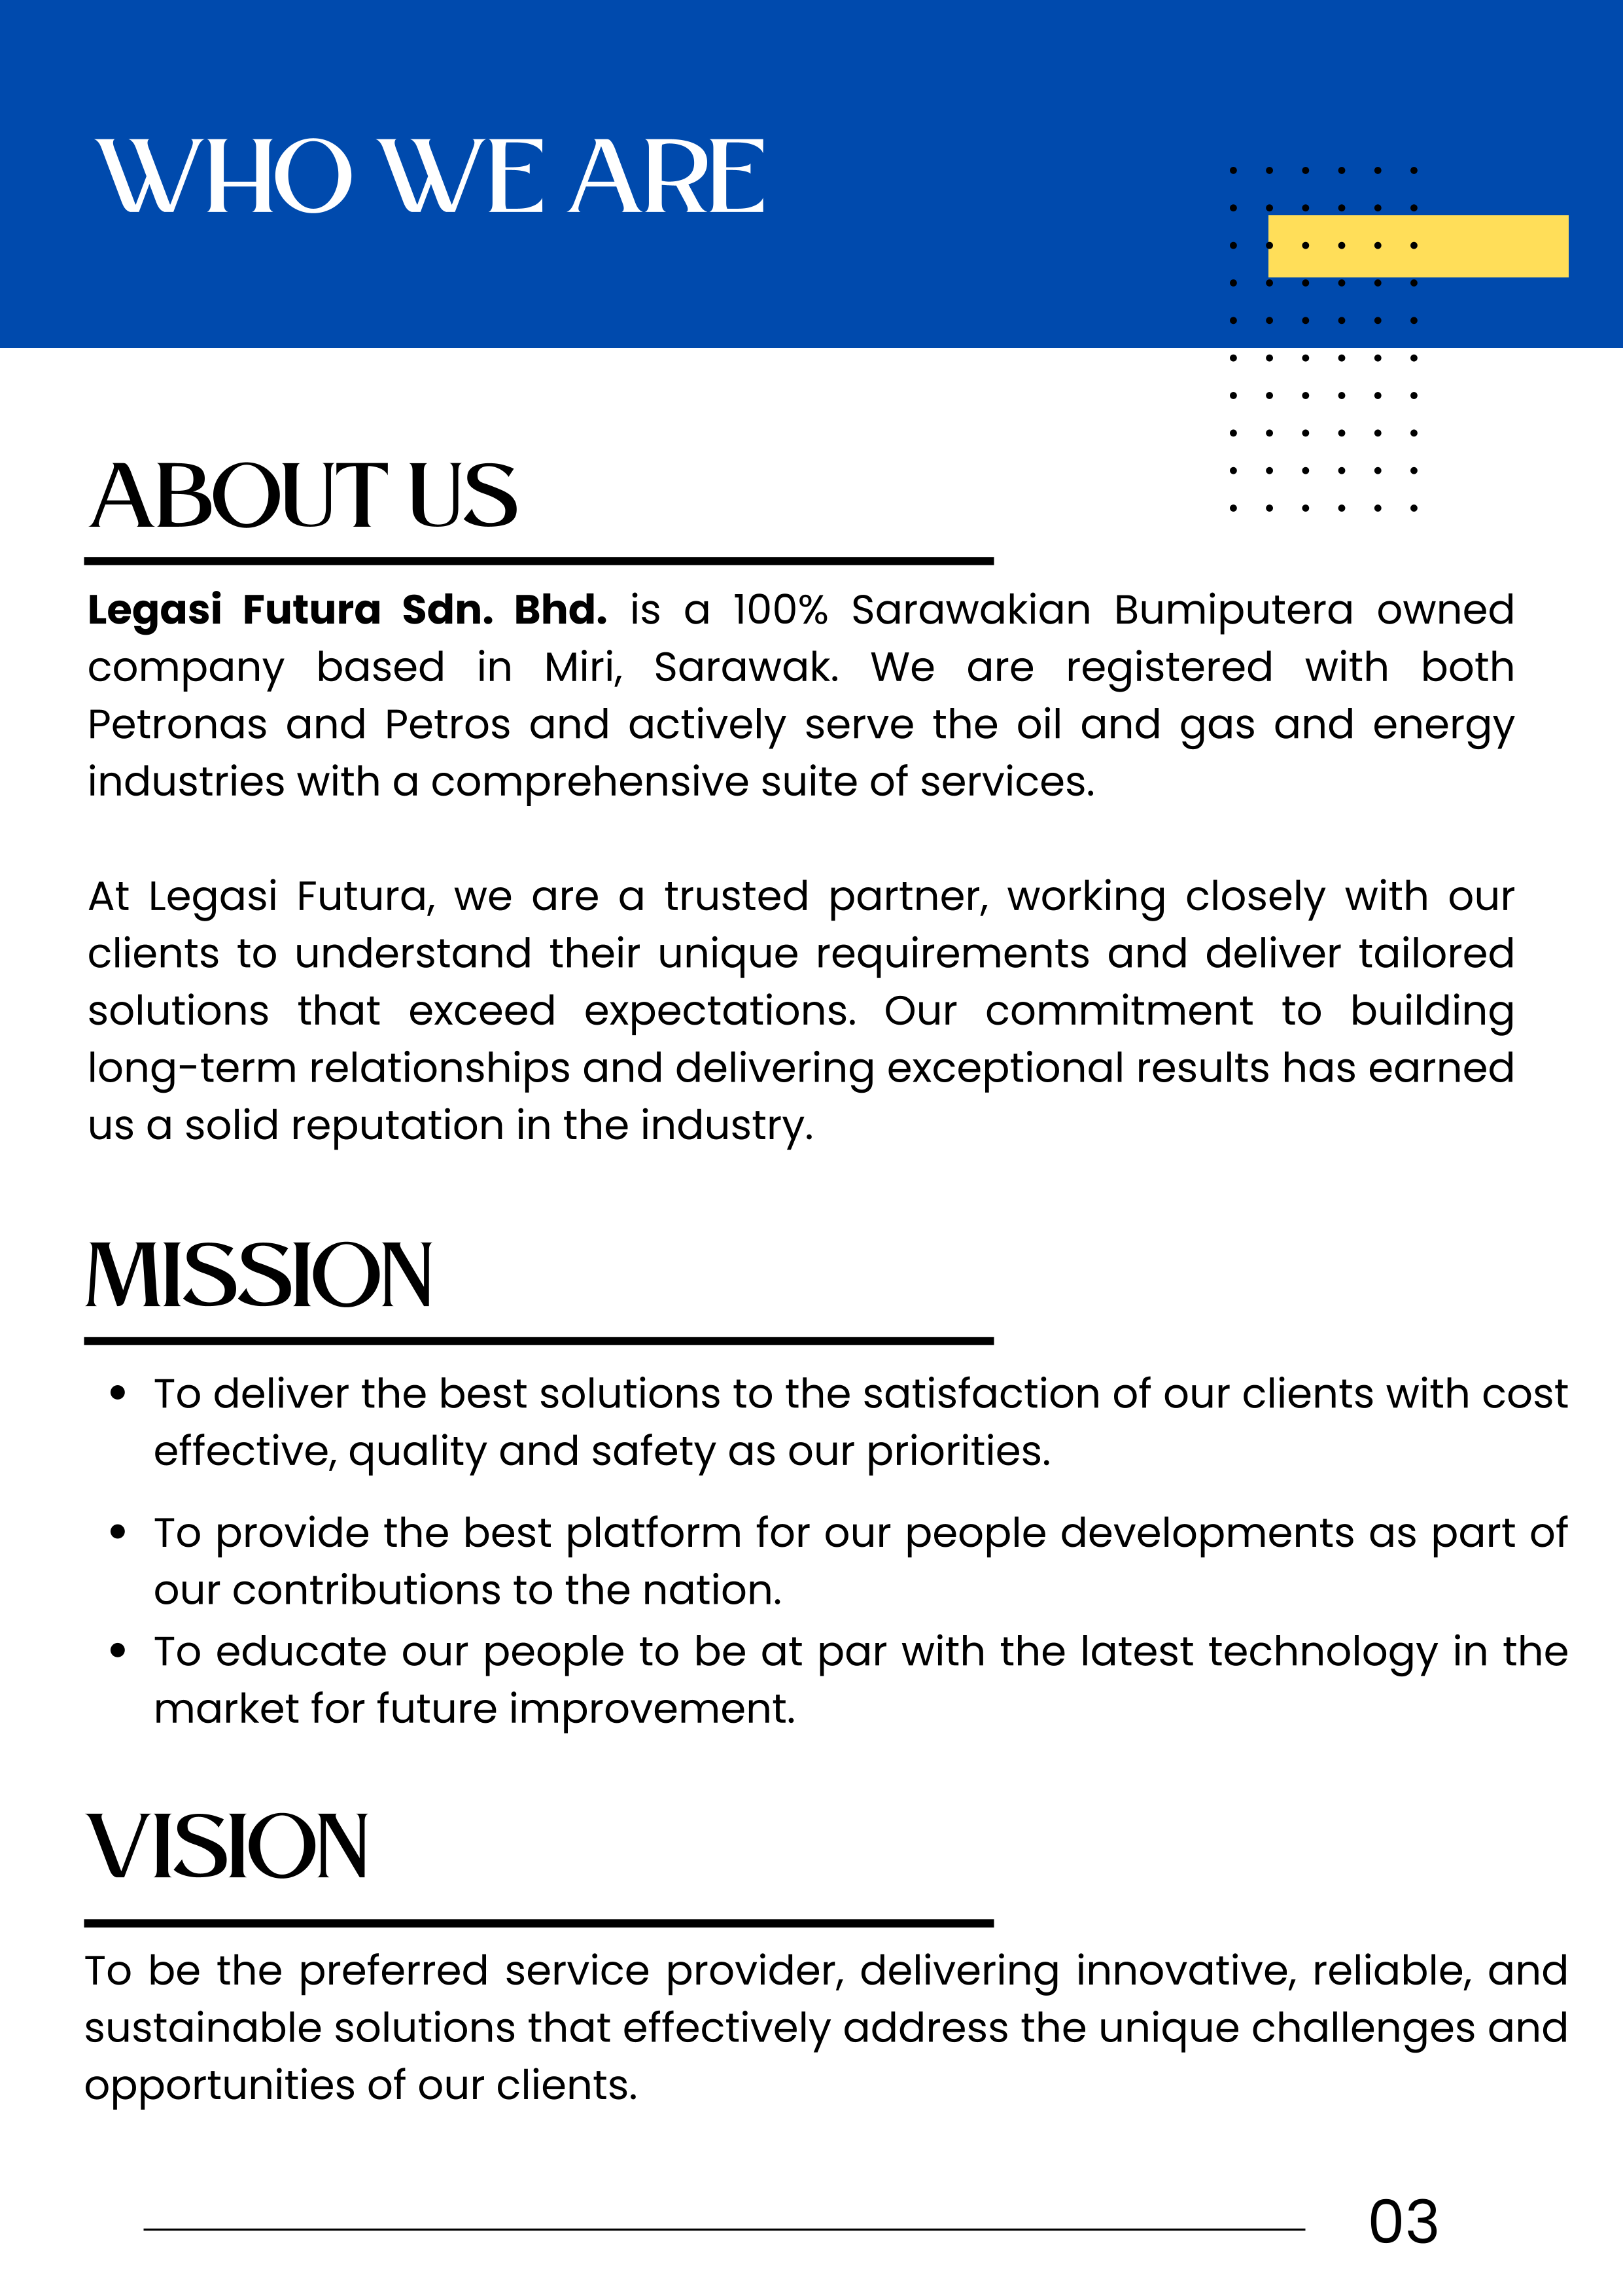 WHO WE ARE
ABOUT US
Legasi Futura Sdn. Bhd. is a 100% Sarawakian Bumiputera owned
company based in Miri, Sarawak. We are registered with both
Petronas and Petros and actively serve the oil and gas and energy
industries with a comprehensive suite of services.
At Legasi Futura, we are a trusted partner, working closely with our
clients to understand their unique requirements and deliver tailored
solutions that exceed expectations. Our commitment to building
long-term relationships and delivering exceptional results has earned
us a solid reputation in the industry.
MISSION
• To deliver the best solutions to the satisfaction of our clients with cost
effective, quality and safety as our priorities.
• To provide the best platform for our people developments as part of
our contributions to the nation.
• To educate our people to be at par with the latest technology in the
market for future improvement.
VISION
To be the preferred service provider, delivering innovative, reliable, and
sustainable solutions that effectively address the unique challenges and
opportunities of our clients.
03